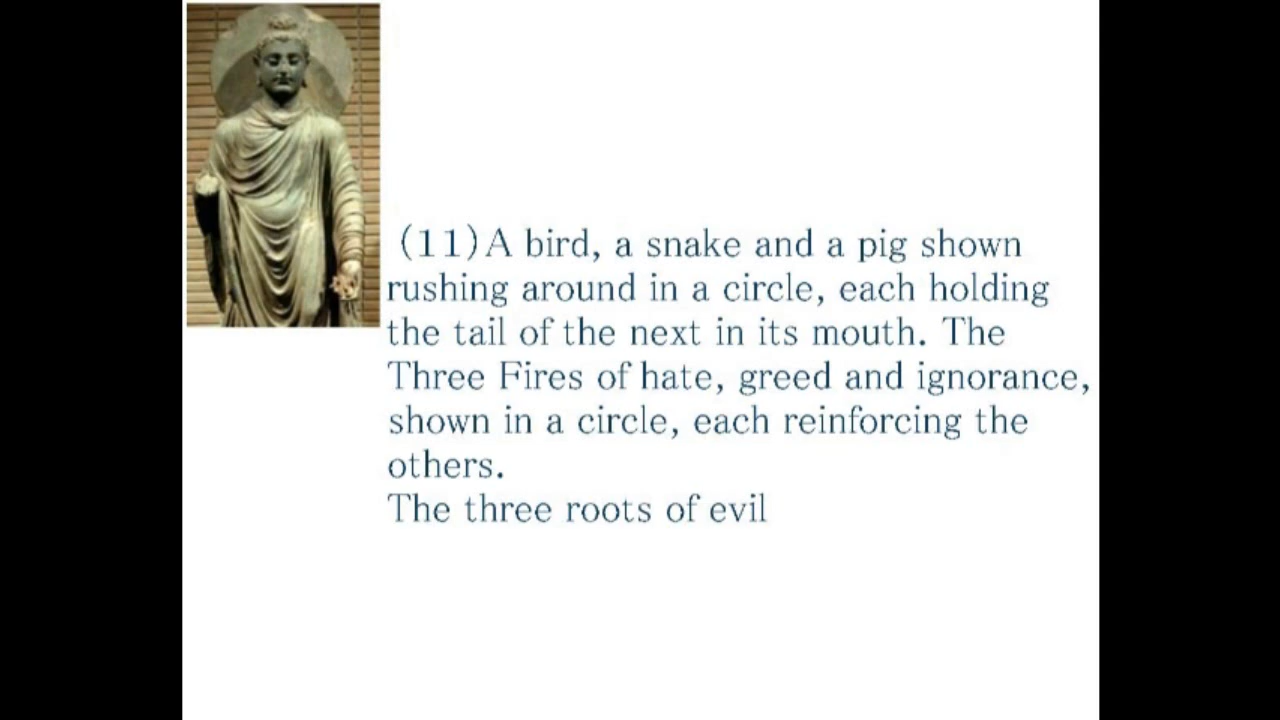 (11)A bird, a snake and a pig shown
rushing around in a circle, each holding
the tail of the next in its mouth. The
Three Fires of hate, greed and ignorance,
shown in a circle, each reinforcing the
others.
The three roots of evil